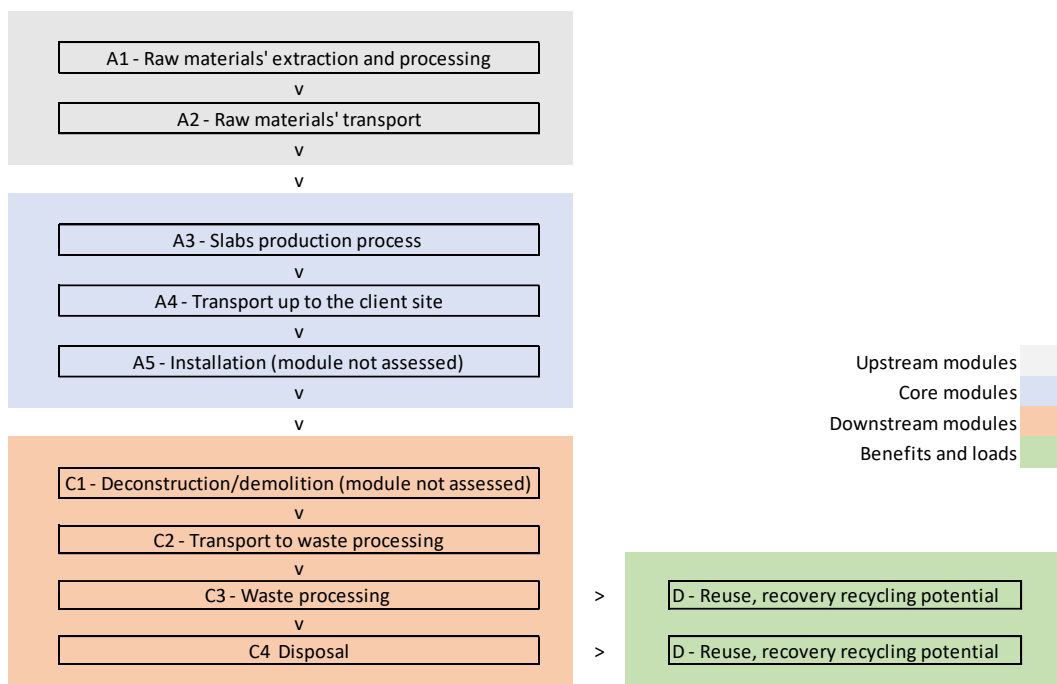 A1 - Raw materials' extraction and processing
v
A2 - Raw materials' transport
v
v
A3 - Slabs production process
v
A4 - Transport up to the client site
v
A5 - Installation (module not assessed)
v
v
Upstream modules
Core modules
Downstream modules
Benefits and loads
C1 - Deconstruction/demolition (module not assessed)
v
C2 - Transport to waste processing
v
C3 - Waste processing > D - Reuse, recovery recycling potential
v
C4 Disposal > D - Reuse, recovery recycling potential